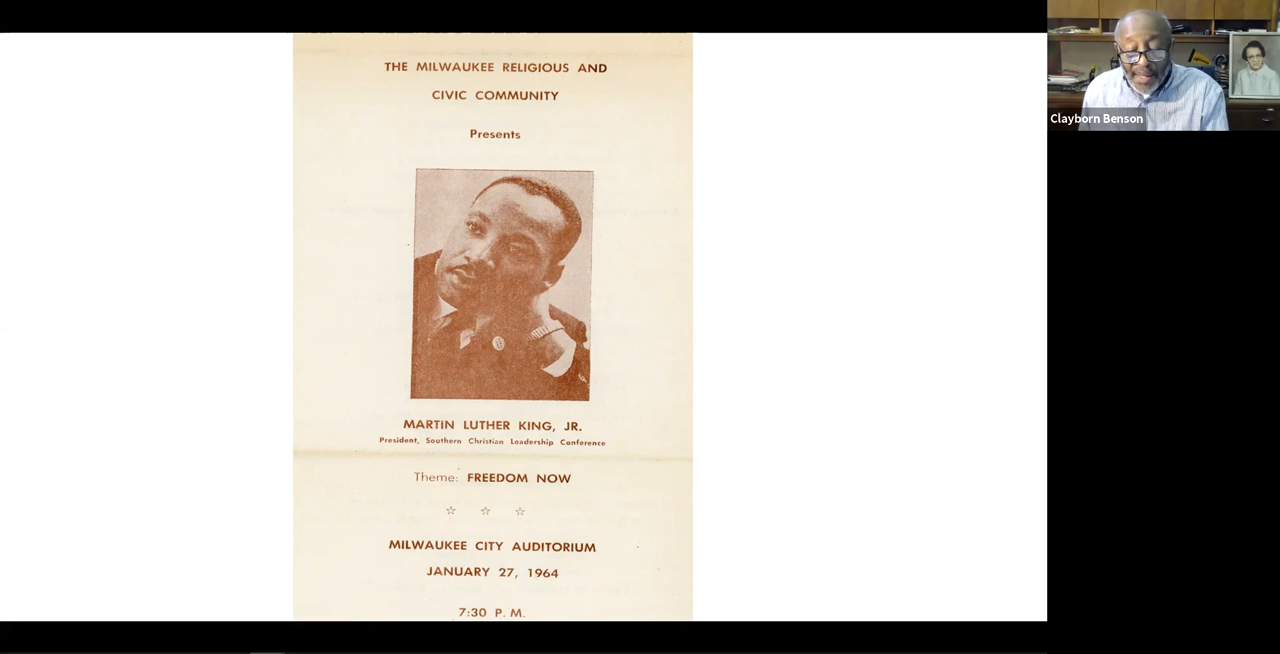 THE MILWAUKEE RELIGIOUS AND
CIVIC COMMUNITY
Presents
MARTIN LUTHER KING, JR.
President, Southern Christian Leadership Conference
Theme: FREEDOM NOW
MILWAUKEE CITY AUDITORIUM
JANUARY 27, 1964
7:30 P. M.
Clayborn Benson